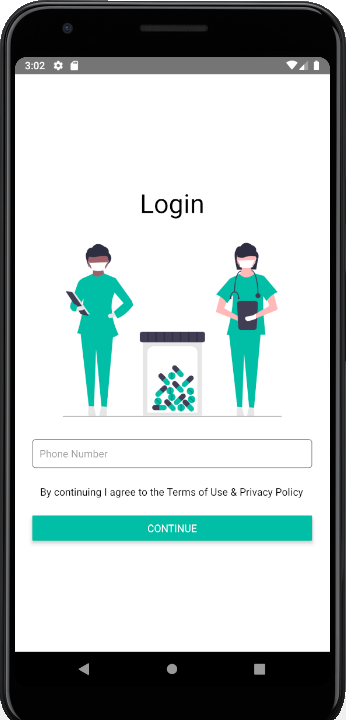 3:02
Login
Phone Number
By continuing I agree to the Terms of Use & Privacy Policy
CONTINUE